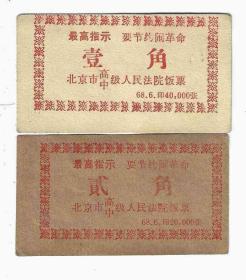 最高指示 要节约闹革命
壹角
北京市高中级人民法院饭票
68.6.印40,000张
最高指示 要节约闹革命
贰角
北京市高中级人民法院饭票
68.6.印20,000张